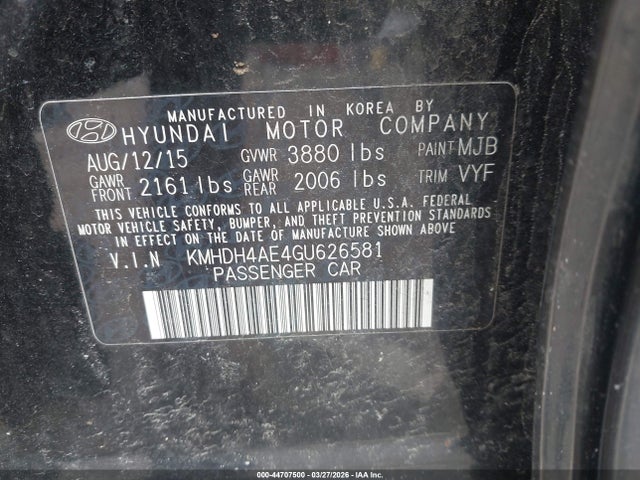 MANUFACTURED IN KOREA BY
HYUNDAI MOTOR COMPANY
AUG/12/15 GVWR 3880 lbs PAINT MJB
GAWR FRONT 2161 lbs GAWR REAR 2006 lbs TRIM VYF
THIS VEHICLE CONFORMS TO ALL APPLICABLE U.S.A. FEDERAL
MOTOR VEHICLE SAFETY, BUMPER, AND THEFT PREVENTION STANDARDS
IN EFFECT ON THE DATE OF MANUFACTURE SHOWN ABOVE
V.I.N KMHDH4AE4GU626581
PASSENGER CAR
000-44707500 - 03/27/2026 - IAA Inc.